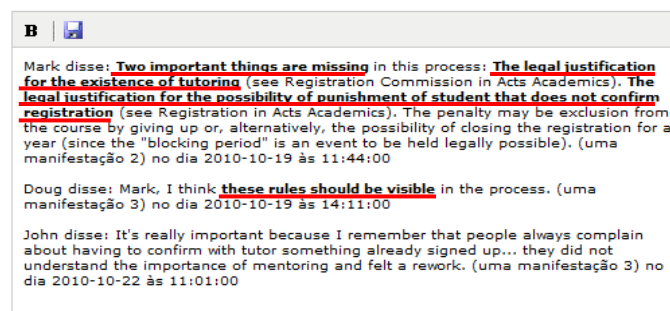 B
Mark disse: Two important things are missing in this process: The legal justification
for the existence of tutoring (see Registration Commission in Acts Academics). The
legal justification for the possibility of punishment of student that does not confirm
registration (see Registration in Acts Academics). The penalty may be exclusion from
the course by giving up or, alternatively, the possibility of closing the registration for a
year (since the "blocking period" is an event to be held legally possible). (uma
manifestação 2) no dia 2010-10-19 às 11:44:00
Doug disse: Mark, I think these rules should be visible in the process. (uma
manifestação 3) no dia 2010-10-19 às 14:11:00
John disse: It's really important because I remember that people always complain
about having to confirm with tutor something already signed up... they did not
understand the importance of mentoring and felt a rework. (uma manifestação 3) no
dia 2010-10-22 às 11:01:00